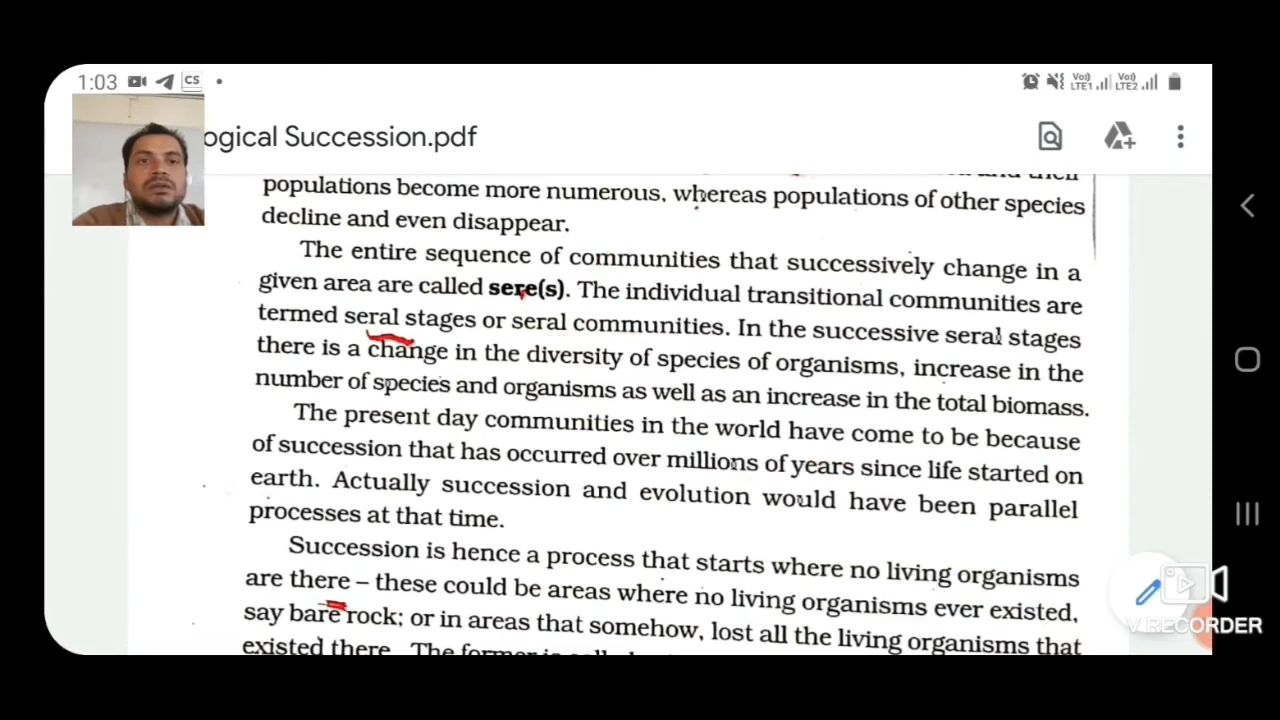 1:03 CS Vo) LTE1 Vo) LTE2
ogical Succession.pdf
populations become more numerous, whereas populations of other species
decline and even disappear.
The entire sequence of communities that successively change in a
given area are called sere(s). The individual transitional communities are
termed seral stages or seral communities. In the successive seral stages
there is a change in the diversity of species of organisms, increase in the
number of species and organisms as well as an increase in the total biomass.
The present day communities in the world have come to be because
of succession that has occurred over millions of years since life started on
earth. Actually succession and evolution would have been parallel
processes at that time.
Succession is hence a process that starts where no living organisms
are there – these could be areas where no living organisms ever existed,
say bare rock; or in areas that somehow, lost all the living organisms that
existed there. The former is
V RECORDER